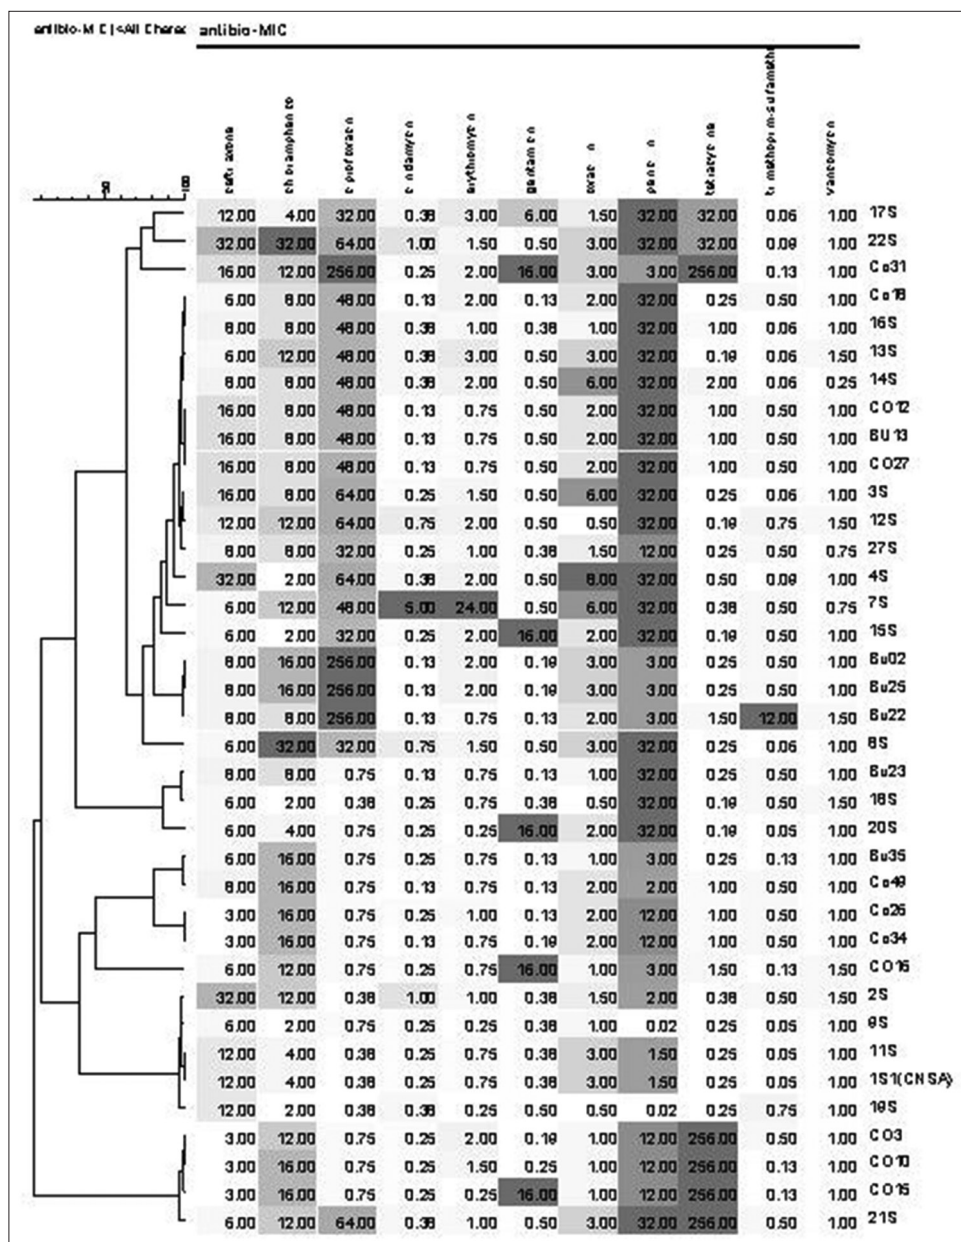 antibio-MIC (<All Charac antibio-MIC
-50 -100
tetracycline
12.00 4.00 32.00 0.38 3.00 6.00 1.50 32.00 32.00 0.06 1.00 17S
32.00 32.00 64.00 1.00 1.50 0.50 3.00 32.00 32.00 0.09 1.00 22S
16.00 12.00 256.00 0.25 2.00 16.00 3.00 3.00 256.00 0.13 1.00 Co31
6.00 8.00 48.00 0.13 2.00 0.13 2.00 32.00 0.25 0.50 1.00 Co18
8.00 8.00 48.00 0.38 1.00 0.38 1.00 32.00 1.00 0.06 1.00 16S
6.00 12.00 48.00 0.38 3.00 0.50 3.00 32.00 0.19 0.06 1.50 13S
8.00 8.00 48.00 0.38 2.00 0.50 6.00 32.00 2.00 0.06 0.25 14S
16.00 8.00 48.00 0.13 0.75 0.50 2.00 32.00 1.00 0.50 1.00 CO12
16.00 8.00 48.00 0.13 0.75 0.50 2.00 32.00 1.00 0.50 1.00 BU13
16.00 8.00 48.00 0.13 0.75 0.50 2.00 32.00 1.00 0.50 1.00 CO27
16.00 8.00 64.00 0.25 1.50 0.50 6.00 32.00 0.25 0.06 1.00 3S
12.00 12.00 64.00 0.75 2.00 0.50 0.50 32.00 0.19 0.75 1.50 12S
8.00 8.00 32.00 0.25 1.00 0.38 1.50 12.00 0.25 0.50 0.75 27S
32.00 2.00 64.00 0.38 2.00 0.50 8.00 32.00 0.50 0.09 1.00 4S
6.00 12.00 48.00 5.00 24.00 0.50 6.00 32.00 0.38 0.50 0.75 7S
6.00 2.00 32.00 0.25 2.00 16.00 2.00 32.00 0.19 0.50 1.00 15S
8.00 16.00 256.00 0.13 2.00 0.19 3.00 3.00 0.25 0.50 1.00 Bu02
8.00 16.00 256.00 0.13 2.00 0.19 3.00 3.00 0.25 0.50 1.00 Bu25
8.00 8.00 256.00 0.13 0.75 0.13 2.00 3.00 1.50 12.00 1.50 Bu22
6.00 32.00 32.00 0.75 1.50 0.50 3.00 32.00 0.25 0.06 1.00
8.00 8.00 0.75 0.13 0.75 0.13 1.00 32.00 0.25 0.50 1.00 Bu23
6.00 2.00 0.38 0.25 0.75 0.38 0.50 32.00 0.19 0.50 1.50 18S
6.00 4.00 0.75 0.25 0.25 16.00 2.00 32.00 0.19 0.05 1.00 20S
6.00 16.00 0.75 0.25 0.75 0.13 1.00 3.00 0.25 0.13 1.00 Bu35
8.00 16.00 0.75 0.13 0.75 0.13 2.00 2.00 1.00 0.50 1.00 Co49
3.00 16.00 0.75 0.25 1.00 0.13 2.00 12.00 1.00 0.50 1.00
3.00 16.00 0.75 0.13 0.75 0.19 2.00 12.00 1.00 0.50 1.00 Co34
6.00 12.00 0.75 0.25 0.75 16.00 1.00 3.00 1.50 0.13 1.50
32.00 12.00 0.38 1.00 1.00 0.38 1.50 2.00 0.38 0.50 1.50 2S
6.00 2.00 0.75 0.25 0.25 0.38 1.00 0.02 0.25 0.05 1.00 9S
12.00 4.00 0.38 0.25 0.75 0.38 3.00 1.50 0.25 0.05 1.00 11S
12.00 4.00 0.38 0.25 0.75 0.38 3.00 1.50 0.25 0.05 1.00 1S1(CNSA)
12.00 2.00 0.38 0.38 0.25 0.50 0.50 0.02 0.25 0.75 1.00 19S
3.00 12.00 0.75 0.25 2.00 0.19 1.00 12.00 256.00 0.50 1.00 CO3
3.00 16.00 0.75 0.25 1.50 0.25 1.00 12.00 256.00 0.13 1.00 CO10
3.00 16.00 0.75 0.25 0.25 16.00 1.00 12.00 256.00 0.13 1.00
6.00 12.00 64.00 0.38 1.00 0.50 3.00 32.00 256.00 0.50 1.00 21S